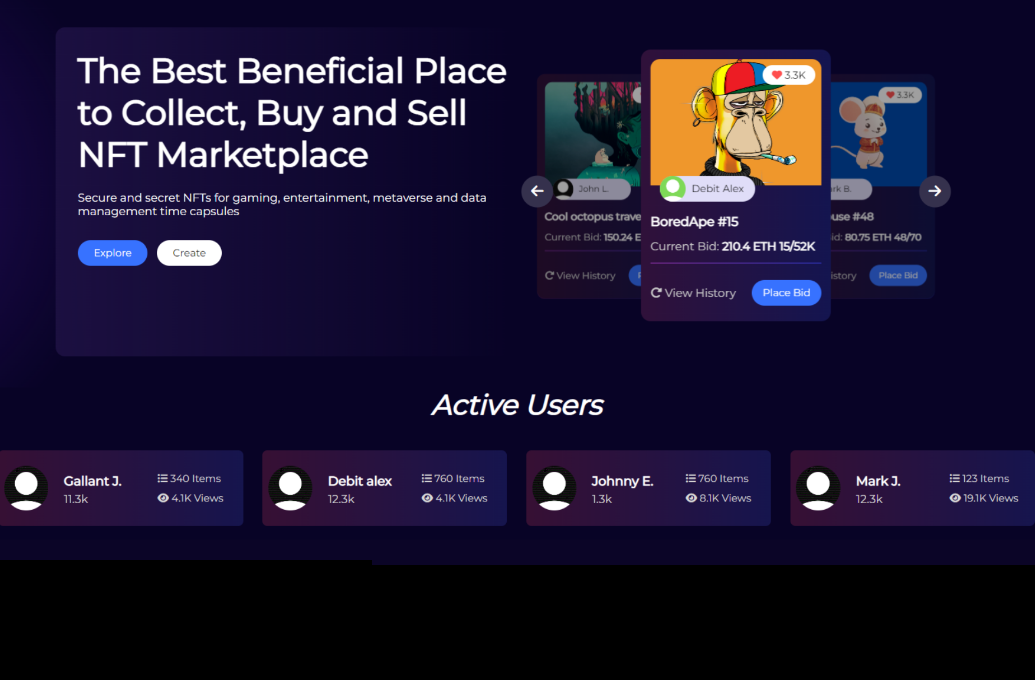 The Best Beneficial Place
to Collect, Buy and Sell
NFT Marketplace
Secure and secret NFTs for gaming, entertainment, metaverse and data
management time capsules
Explore
Create
John L.
Cool octopus trave
Current Bid: 150.24 E
View History
3.3K
Debit Alex
BoredApe #15
Current Bid: 210.4 ETH 15/52K
View History
Place Bid
3.3K
rk B.
use #48
id: 80.75 ETH 48/70
istory
Place Bid
Active Users
Gallant J.
11.3k
340 Items
4.1K Views
Debit alex
12.3k
760 Items
4.1K Views
Johnny E.
1.3k
760 Items
8.1K Views
Mark J.
12.3k
123 Items
19.1K Views